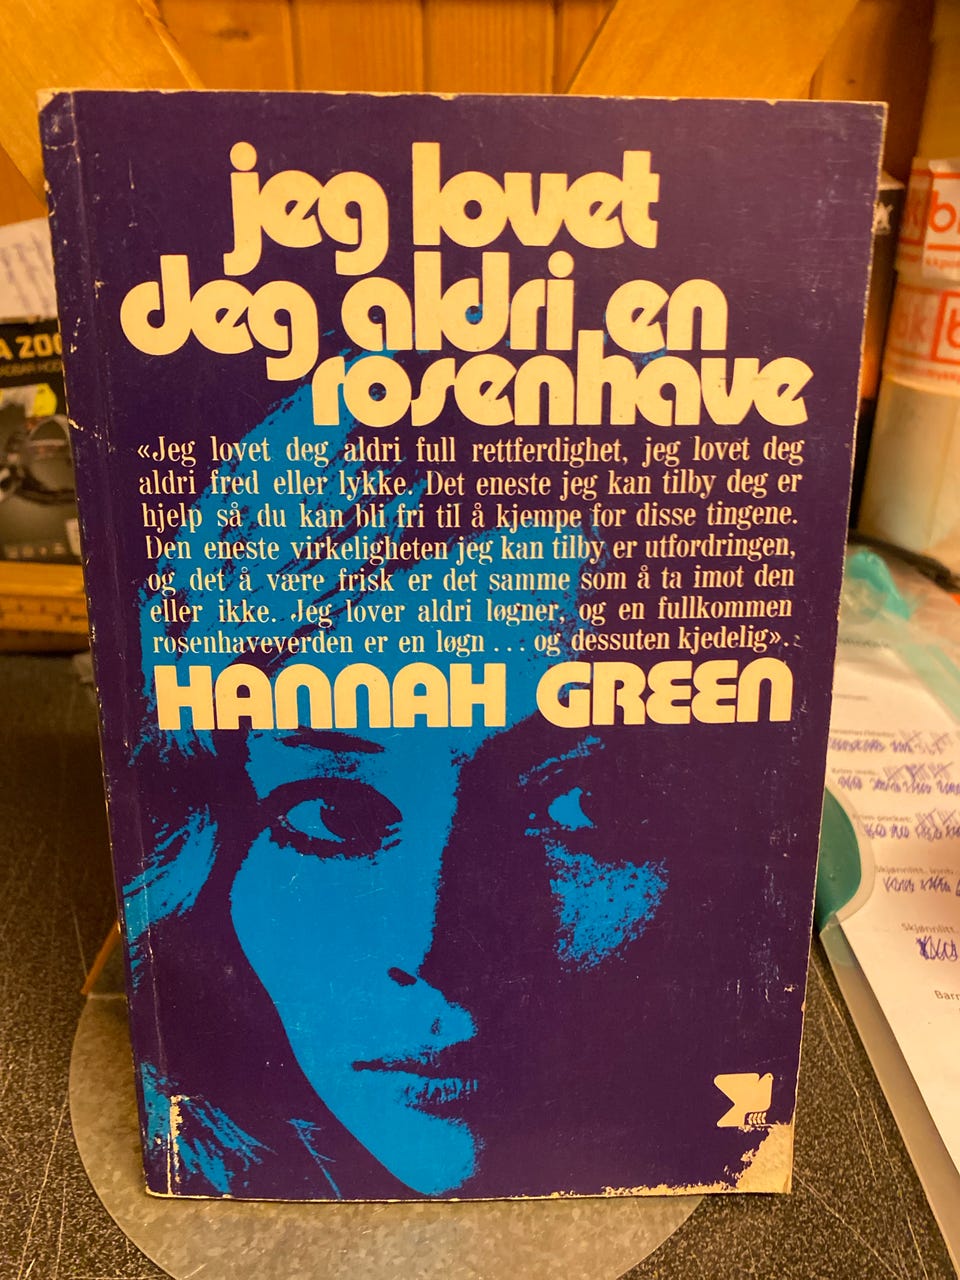 jeg lovet
deg aldri en
rosenhave
«Jeg lovet deg aldri full rettferdighet, jeg lovet deg
aldri fred eller lykke. Det eneste jeg kan tilby deg er
hjelp så du kan bli fri til å kjempe for disse tingene.
Den eneste virkeligheten jeg kan tilby er utfordringen,
og det å være frisk er det samme som å ta imot den
eller ikke. Jeg lover aldri løgner, og en fullkommen
rosenhaveverden er en løgn ... og dessuten kjedelig».
HANNAH GREEN